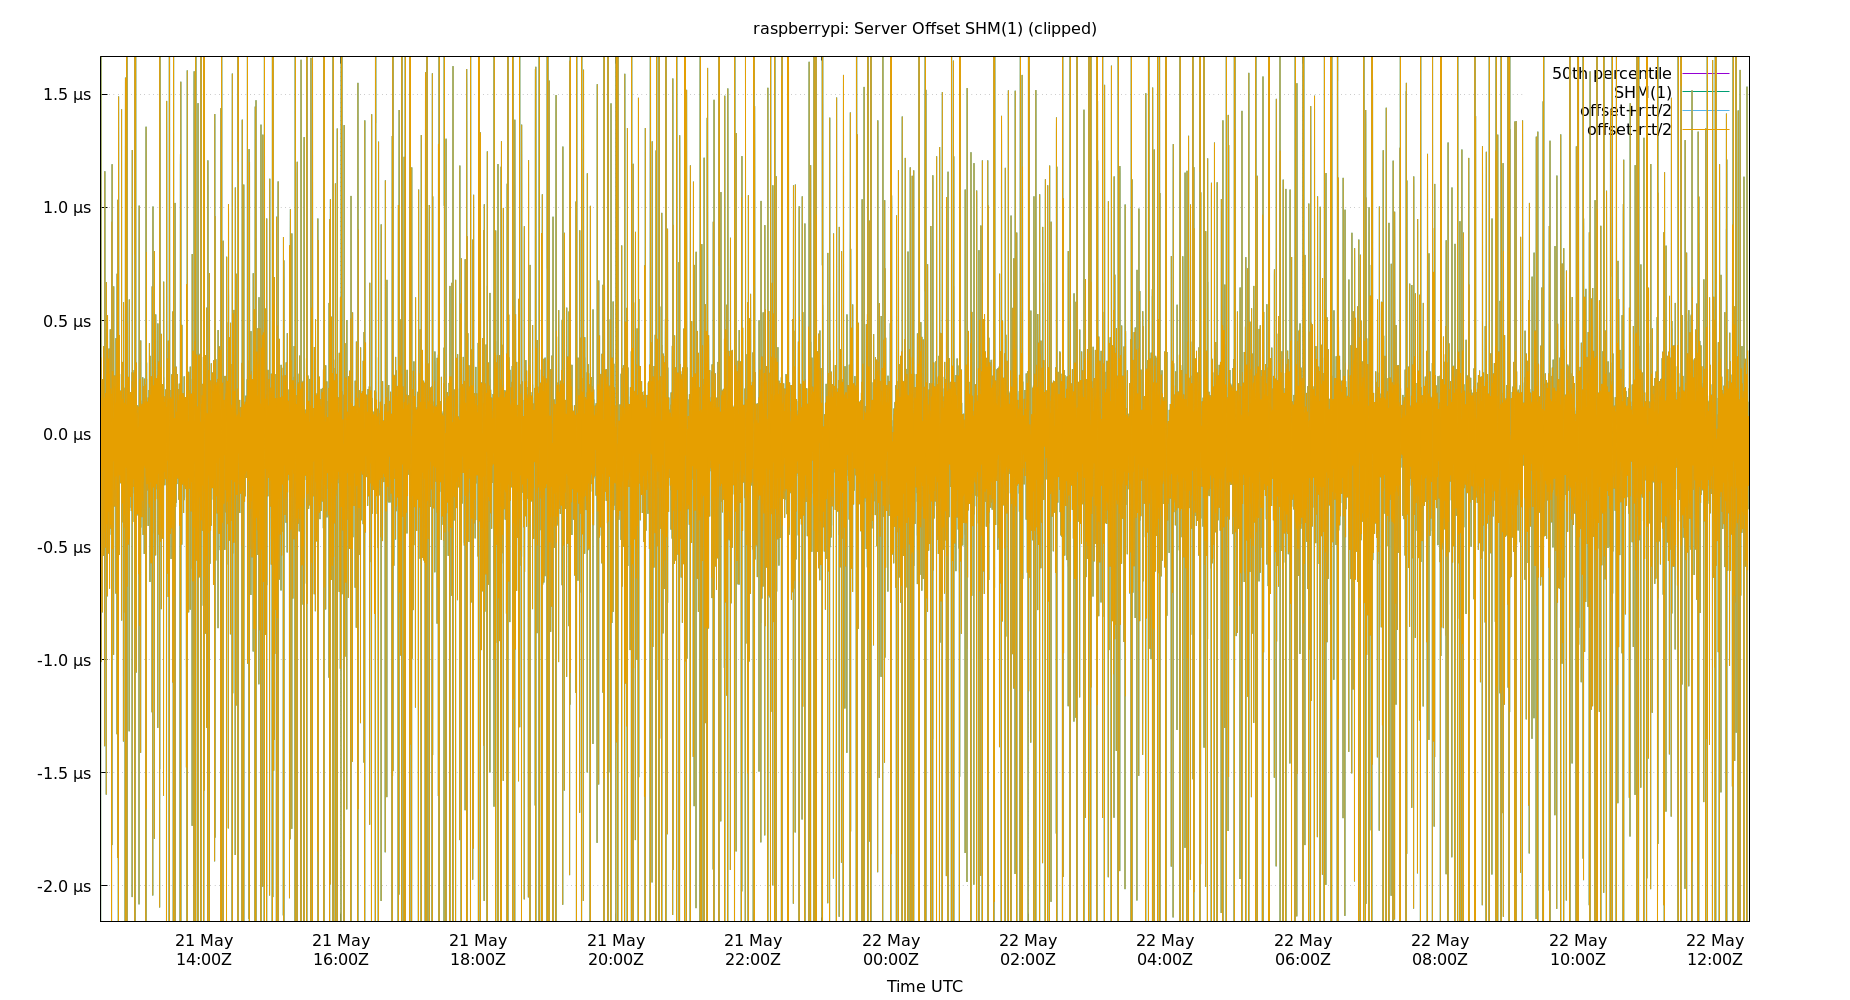 raspberrypi: Server Offset SHM(1) (clipped)
50th percentile
SHM(1)
offset+rtt/2
offset-rtt/2
1.5 µs
1.0 µs
0.5 µs
0.0 µs
-0.5 µs
-1.0 µs
-1.5 µs
-2.0 µs
21 May 21 May 21 May 21 May 21 May 22 May 22 May 22 May 22 May 22 May 22 May 22 May
14:00Z 16:00Z 18:00Z 20:00Z 22:00Z 00:00Z 02:00Z 04:00Z 06:00Z 08:00Z 10:00Z 12:00Z
Time UTC